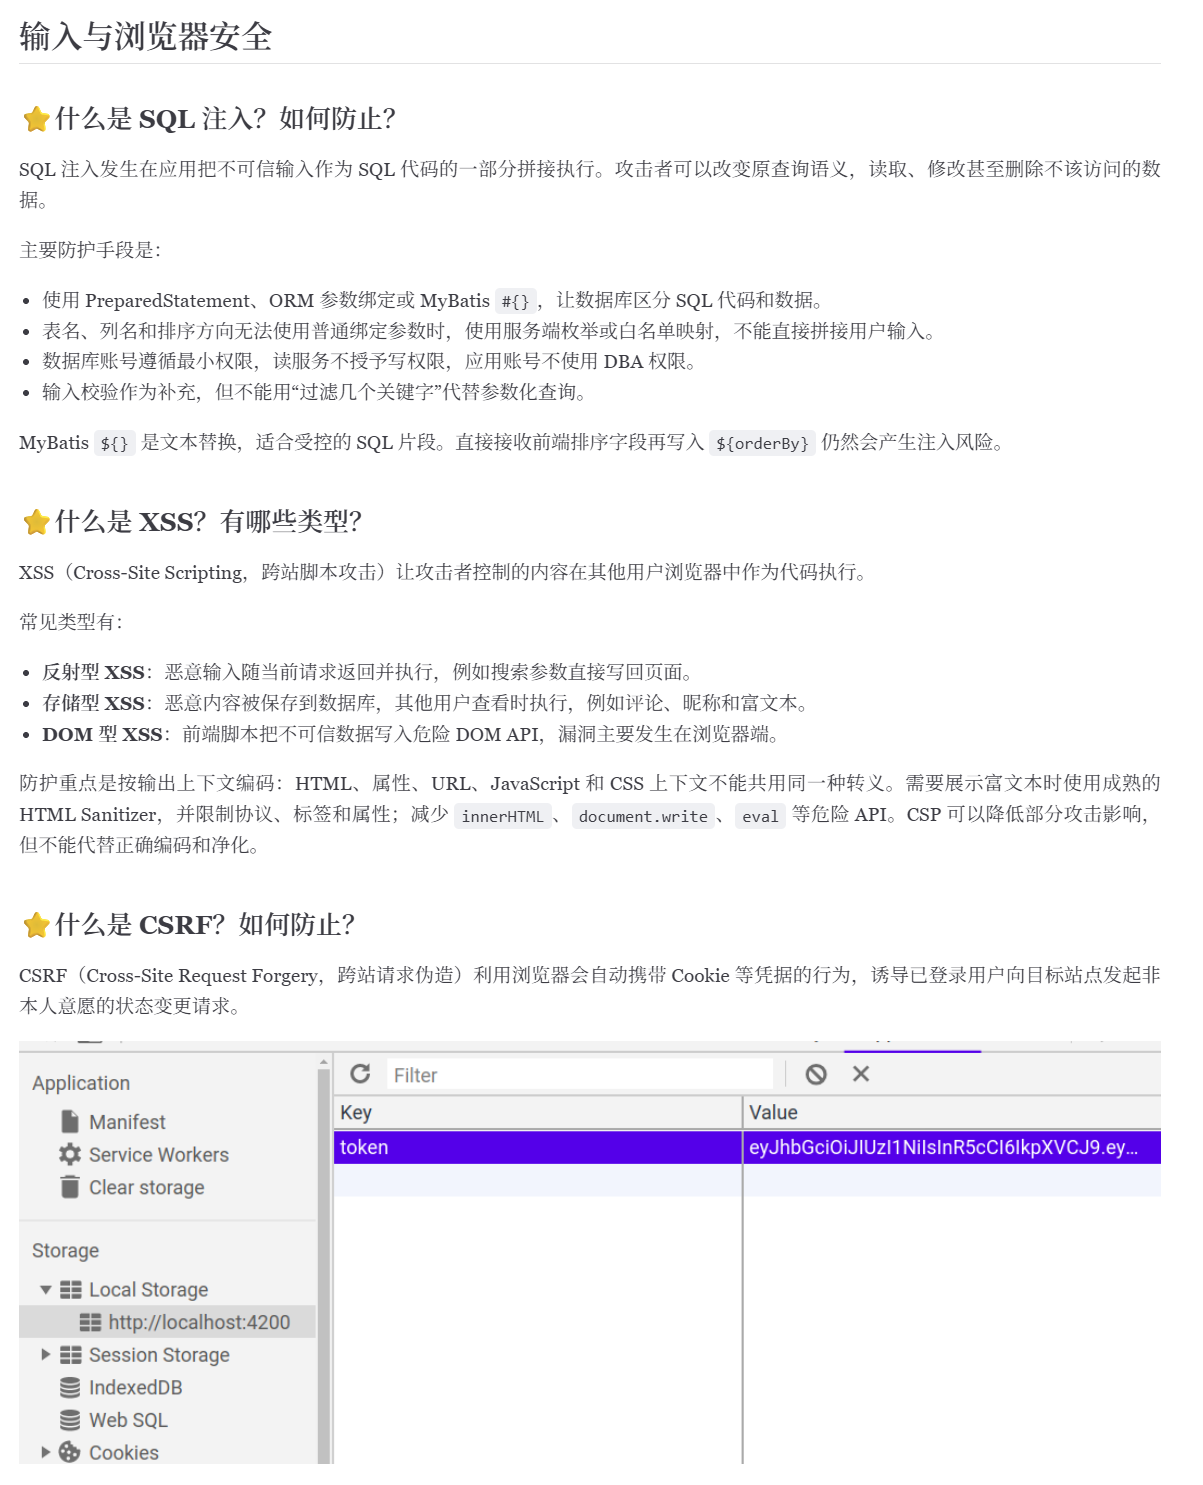 输入与浏览器安全
⭐什么是 SQL 注入？如何防止？
SQL 注入发生在应用把不可信输入作为 SQL 代码的一部分拼接执行。攻击者可以改变原查询语义，读取、修改甚至删除不该访问的数
据。
主要防护手段是：
• 使用 PreparedStatement、ORM 参数绑定或 MyBatis #{}，让数据库区分 SQL 代码和数据。
• 表名、列名和排序方向无法使用普通绑定参数时，使用服务端枚举或白名单映射，不能直接拼接用户输入。
• 数据库账号遵循最小权限，读服务不授予写权限，应用账号不使用 DBA 权限。
• 输入校验作为补充，但不能用“过滤几个关键字”代替参数化查询。
MyBatis ${} 是文本替换，适合受控的 SQL 片段。直接接收前端排序字段再写入 ${orderBy} 仍然会产生注入风险。
⭐什么是 XSS？有哪些类型？
XSS（Cross-Site Scripting，跨站脚本攻击）让攻击者控制的内容在其他用户浏览器中作为代码执行。
常见类型有：
• 反射型 XSS：恶意输入随当前请求返回并执行，例如搜索参数直接写回页面。
• 存储型 XSS：恶意内容被保存到数据库，其他用户查看时执行，例如评论、昵称和富文本。
• DOM 型 XSS：前端脚本把不可信数据写入危险 DOM API，漏洞主要发生在浏览器端。
防护重点是按输出上下文编码：HTML、属性、URL、JavaScript 和 CSS 上下文不能共用同一种转义。需要展示富文本时使用成熟的
HTML Sanitizer，并限制协议、标签和属性；减少 innerHTML、document.write、eval 等危险 API。CSP 可以降低部分攻击影响，
但不能代替正确编码和净化。
⭐什么是 CSRF？如何防止？
CSRF（Cross-Site Request Forgery，跨站请求伪造）利用浏览器会自动携带 Cookie 等凭据的行为，诱导已登录用户向目标站点发起非
本人意愿的状态变更请求。
Application
Manifest
Service Workers
Clear storage
Storage
Local Storage
http://localhost:4200
Session Storage
IndexedDB
Web SQL
Cookies
Filter
Key Value
token eyJhbGciOiJIUzI1NiIsInR5cCI6IkpXVCJ9.ey…